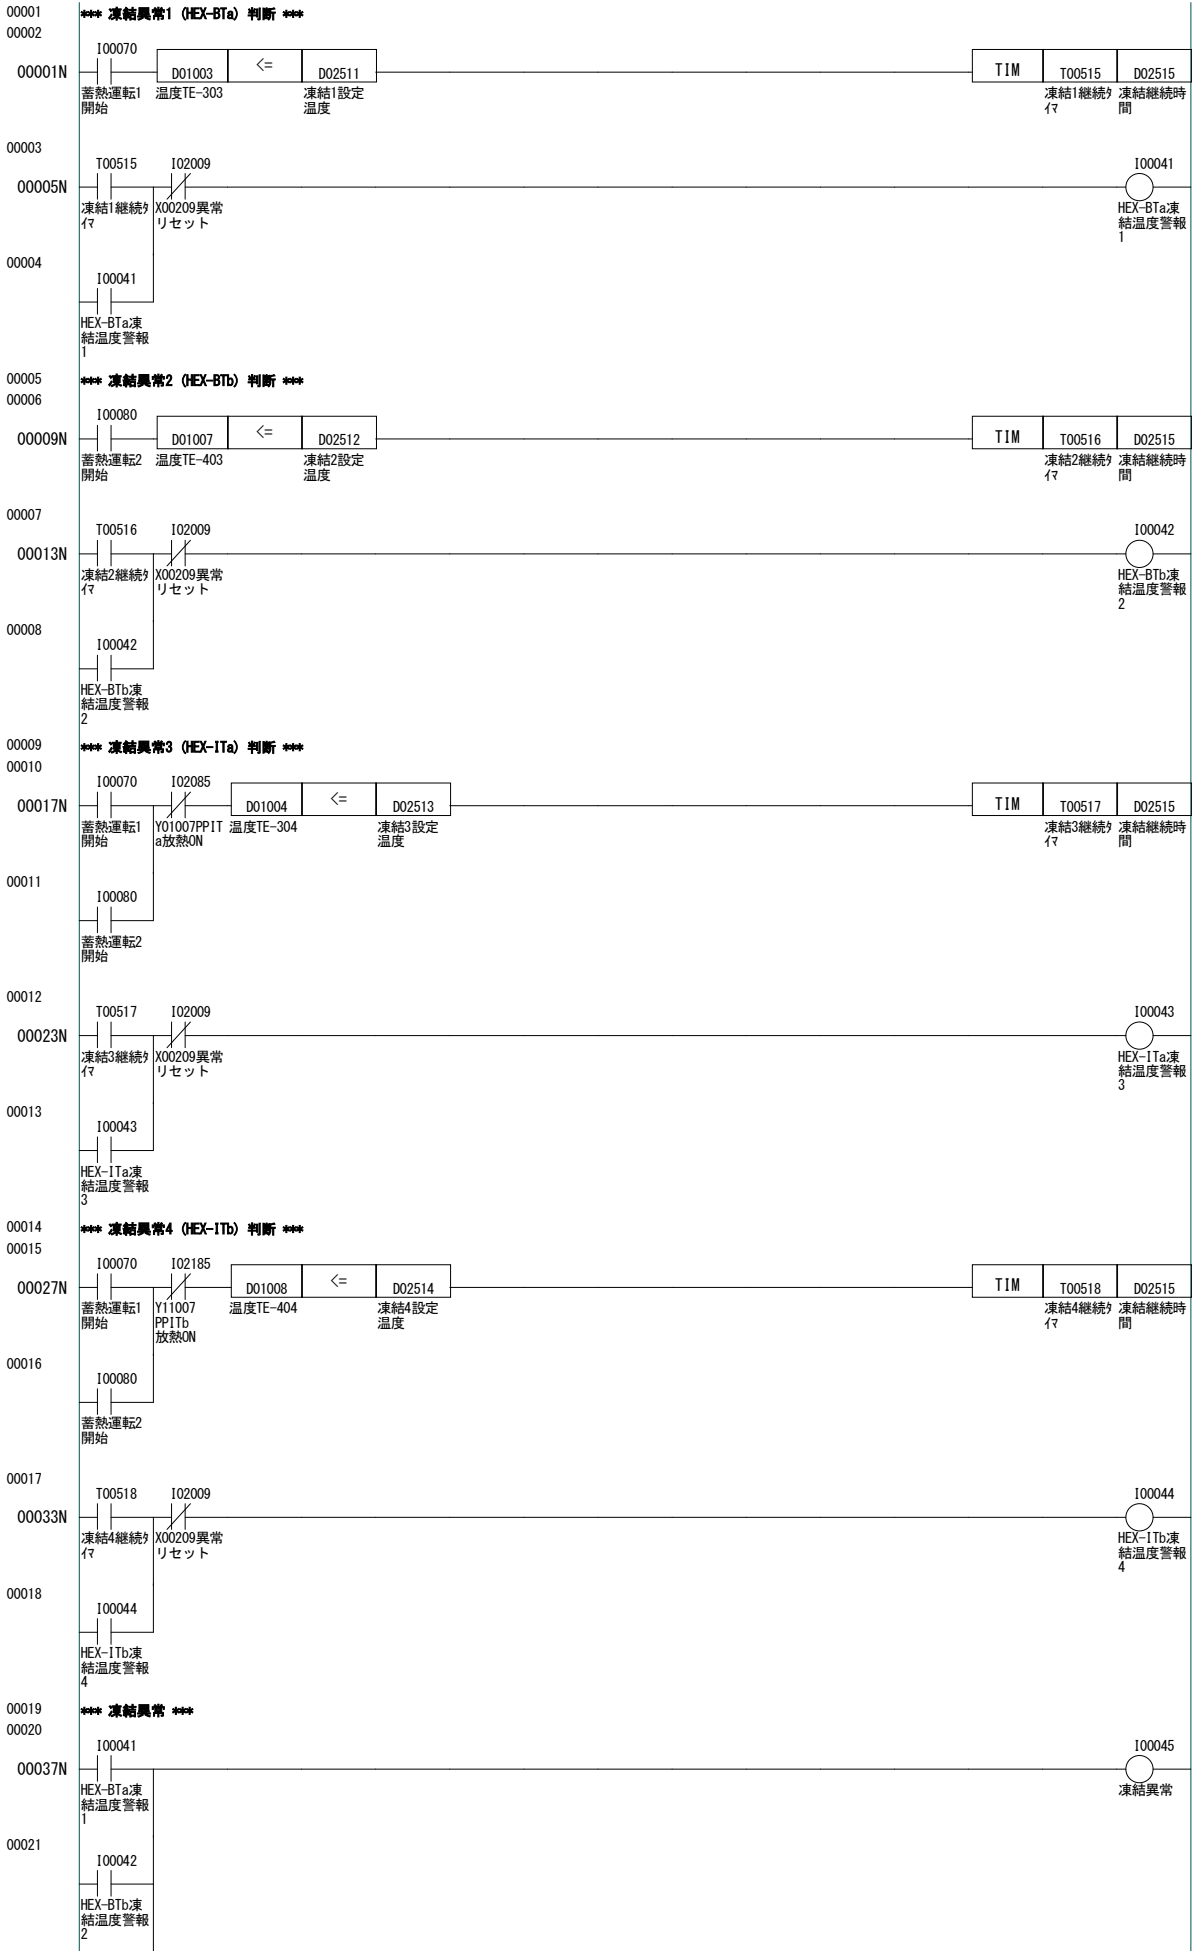 00001 *** 凍結異常1 (HEX-BTa) 判断 ***
00002
I00070
00001N D01003 <= D02511 TIM T00515 D02515
蓄熱運転1 温度TE-303 凍結1設定 凍結1継続ﾀ 凍結継続時
開始 温度 ｲﾏ 間
00003
T00515 I02009 I00041
00005N
凍結1継続ﾀ X00209異常 HEX-BTa凍
ｲﾏ リセット 結温度警報
1
00004
I00041
HEX-BTa凍
結温度警報
1
00005 *** 凍結異常2 (HEX-BTb) 判断 ***
00006
I00080
00009N D01007 <= D02512 TIM T00516 D02515
蓄熱運転2 温度TE-403 凍結2設定 凍結2継続ﾀ 凍結継続時
開始 温度 ｲﾏ 間
00007
T00516 I02009 I00042
00013N
凍結2継続ﾀ X00209異常 HEX-BTb凍
ｲﾏ リセット 結温度警報
2
00008
I00042
HEX-BTb凍
結温度警報
2
00009 *** 凍結異常3 (HEX-ITa) 判断 ***
00010
I00070 I02085
00017N D01004 <= D02513 TIM T00517 D02515
蓄熱運転1 Y01007PPIT 温度TE-304 凍結3設定 凍結3継続ﾀ 凍結継続時
開始 a放熱ON 温度 ｲﾏ 間
00011
I00080
蓄熱運転2
開始
00012
T00517 I02009 I00043
00023N
凍結3継続ﾀ X00209異常 HEX-ITa凍
ｲﾏ リセット 結温度警報
3
00013
I00043
HEX-ITa凍
結温度警報
3
00014 *** 凍結異常4 (HEX-ITb) 判断 ***
00015
I00070 I02185
00027N D01008 <= D02514 TIM T00518 D02515
蓄熱運転1 Y11007 温度TE-404 凍結4設定 凍結4継続ﾀ 凍結継続時
開始 PPITb 温度 ｲﾏ 間
放熱ON
00016
I00080
蓄熱運転2
開始
00017
T00518 I02009 I00044
00033N
凍結4継続ﾀ X00209異常 HEX-ITb凍
ｲﾏ リセット 結温度警報
4
00018
I00044
HEX-ITb凍
結温度警報
4
00019 *** 凍結異常 ***
00020
I00041 I00045
00037N
HEX-BTa凍 凍結異常
結温度警報
1
00021
I00042
HEX-BTb凍
結温度警報
2